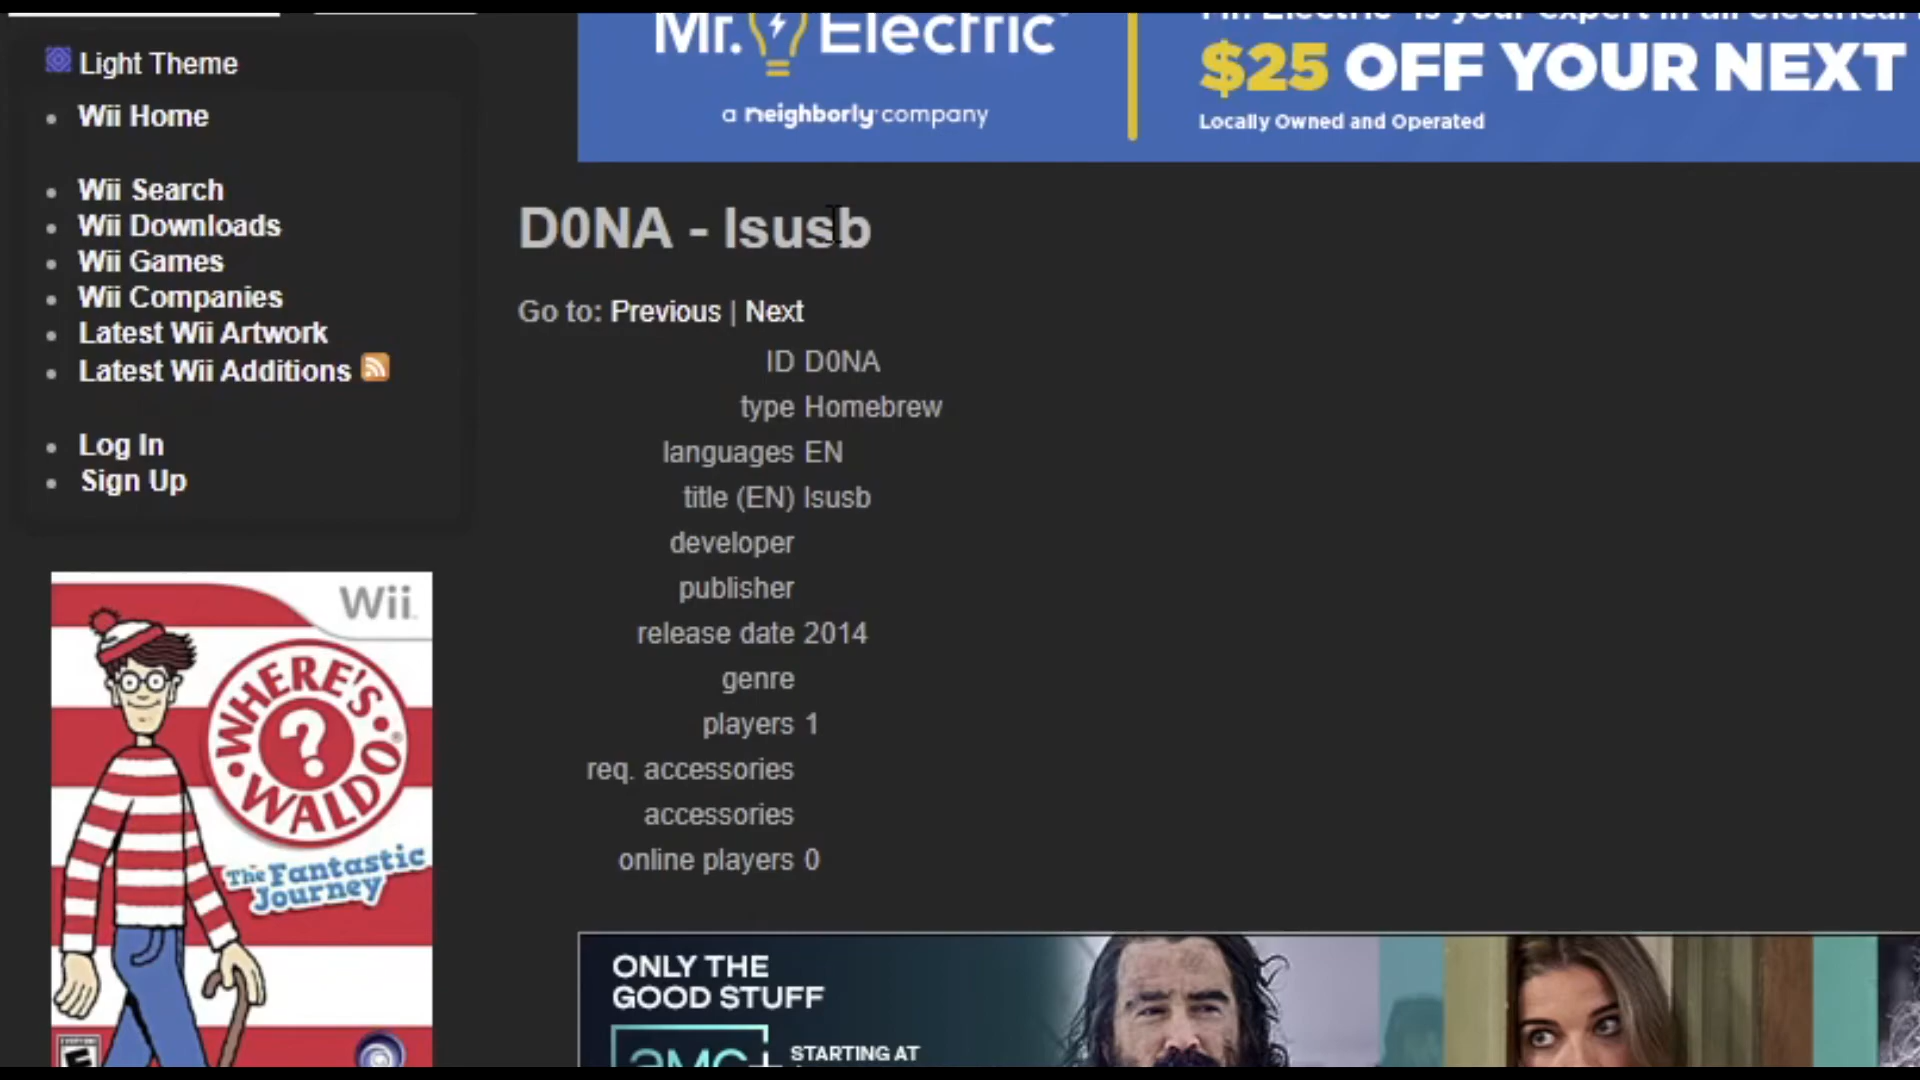 Light Theme
Wii Home
Wii Search
Wii Downloads
Wii Games
Wii Companies
Latest Wii Artwork
Latest Wii Additions
Log In
Sign Up
Wii
WHERE'S
WALDO
?
The Fantastic
Journey
E
Mr. Electric
a neighborly company
$25 OFF YOUR NEXT
Locally Owned and Operated
D0NA - lsusb
Go to: Previous | Next
ID D0NA
type Homebrew
languages EN
title (EN) lsusb
developer
publisher
release date 2014
genre
players 1
req. accessories
accessories
online players 0
ONLY THE
GOOD STUFF
amc+
STARTING AT